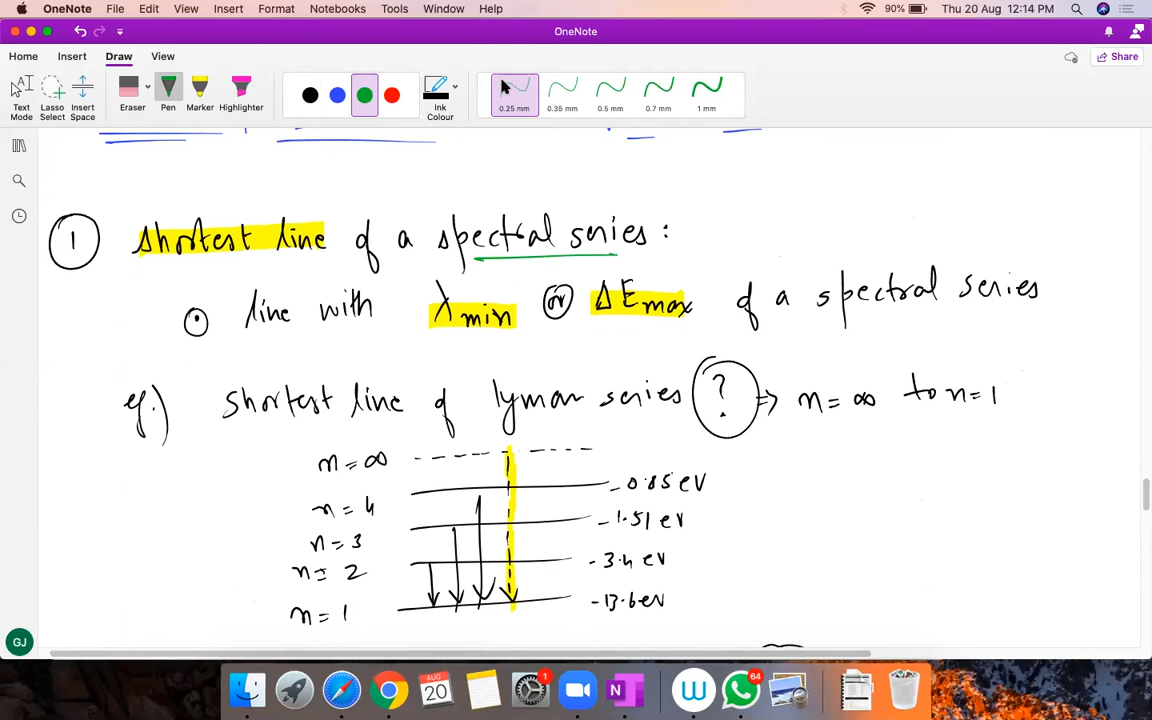 OneNote File Edit View Insert Format Notebooks Tools Window Help 90% Thu 20 Aug 12:14 PM
OneNote
Home Insert Draw View Share
Text Mode Lasso Select Insert Space Eraser Pen Marker Highlighter Ink Colour 0.25 mm 0.35 mm 0.5 mm 0.7 mm 1 mm
1 shortest line of a spectral series:
line with λmin or ΔEmax of a spectral series
eg.) shortest line of lyman series ? ⇒ n = ∞ to n = 1
n = ∞
n = 4 - 0.85 eV
n = 3 - 1.51 eV
n = 2 - 3.4 eV
n = 1 - 13.6 eV
GJ
AUG 20 1 64 W N